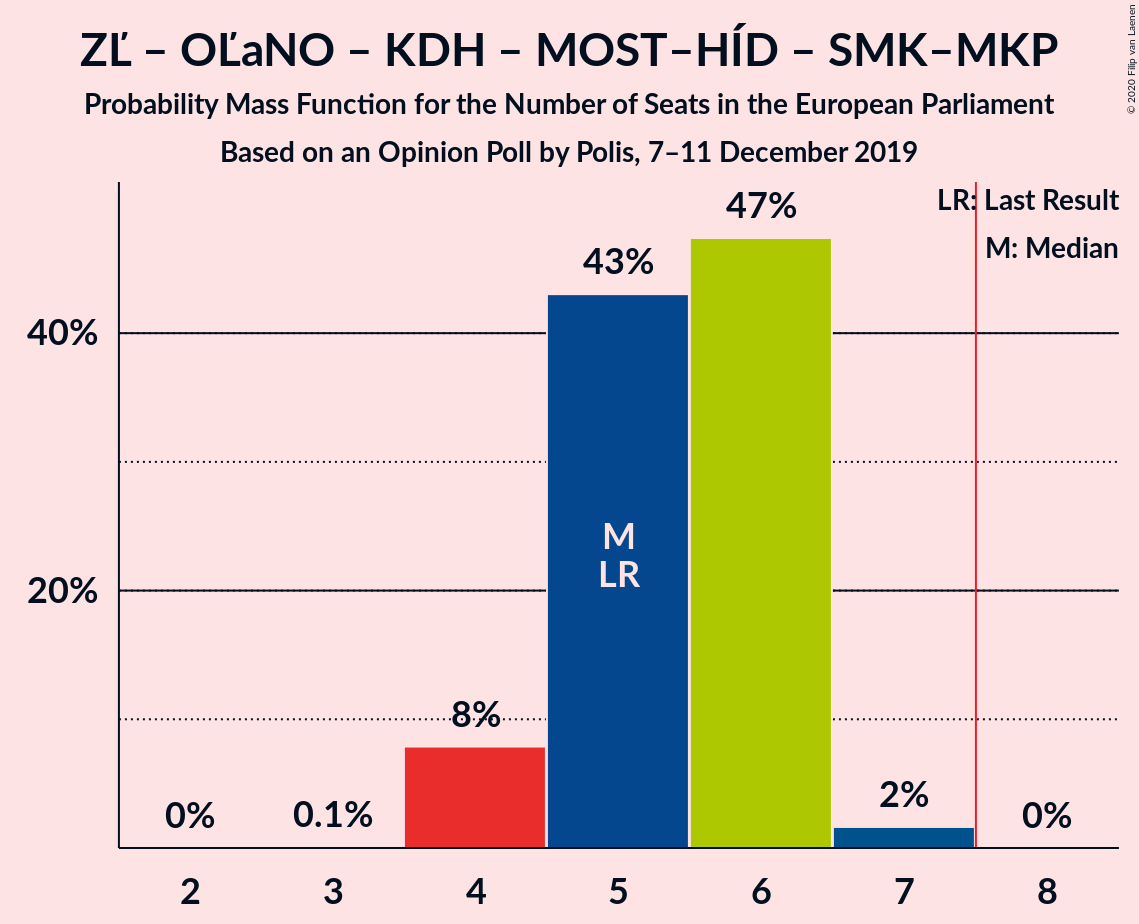 ZĽ – OĽaNO – KDH – MOST–HÍD – SMK–MKP
Probability Mass Function for the Number of Seats in the European Parliament
Based on an Opinion Poll by Polis, 7–11 December 2019
© 2020 Filip van Laenen
LR: Last Result
M: Median
47%
43%
40%
M
LR
20%
8%
2%
0%
0.1%
0%
2
3
4
5
6
7
8